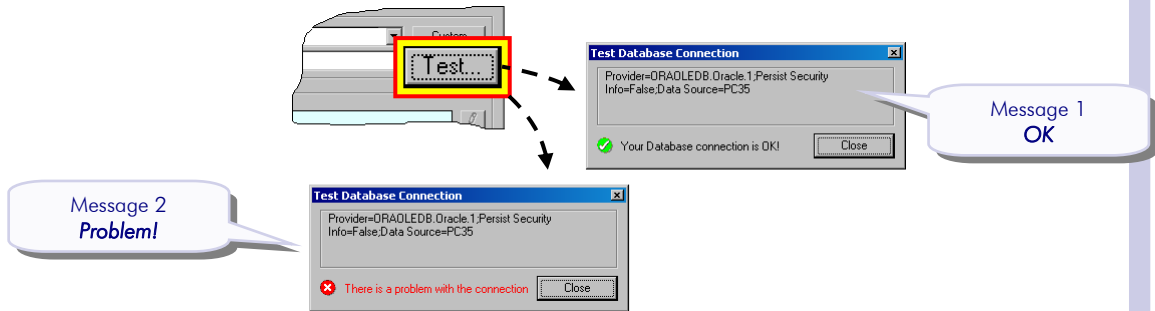 Custom
Test...
Test Database Connection
Provider=ORAOLEDB.Oracle.1;Persist Security
Info=False;Data Source=PC35
Your Database connection is OK!
Close
Message 1
OK
Message 2
Problem!
Test Database Connection
Provider=ORAOLEDB.Oracle.1;Persist Security
Info=False;Data Source=PC35
There is a problem with the connection
Close